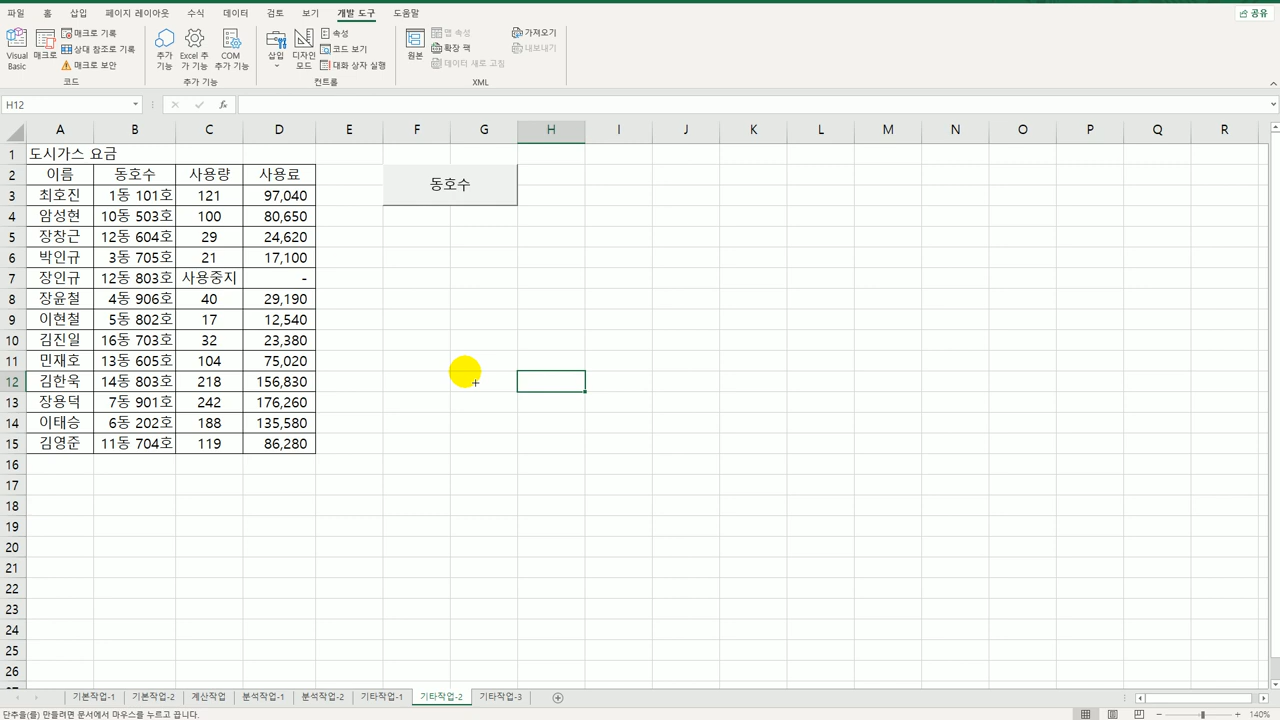 파일 홈 삽입 페이지 레이아웃 수식 데이터 검토 보기 개발 도구 도움말 공유
Visual Basic
매크로
매크로 기록
상대 참조로 기록
매크로 보안
코드
추가 기능
Excel 추가 기능
COM 추가 기능
추가 기능
삽입
디자인 모드
속성
코드 보기
대화 상자 실행
컨트롤
원본
맵 속성
확장 팩
데이터 새로 고침
가져오기
내보내기
XML
H12 fx
A B C D E F G H I J K L M N O P Q R
1 도시가스 요금
2 이름 동호수 사용량 사용료 동호수
3 최호진 1동 101호 121 97,040
4 암성현 10동 503호 100 80,650
5 장창근 12동 604호 29 24,620
6 박인규 3동 705호 21 17,100
7 장인규 12동 803호 사용중지 -
8 장윤철 4동 906호 40 29,190
9 이현철 5동 802호 17 12,540
10 김진일 16동 703호 32 23,380
11 민재호 13동 605호 104 75,020
12 김한욱 14동 803호 218 156,830
13 장용덕 7동 901호 242 176,260
14 이태승 6동 202호 188 135,580
15 김영준 11동 704호 119 86,280
16
17
18
19
20
21
22
23
24
25
26
기본작업-1 기본작업-2 계산작업 분석작업-1 분석작업-2 기타작업-1 기타작업-2 기타작업-3
단추을(를) 만들려면 문서에서 마우스를 누르고 끕니다. 140%